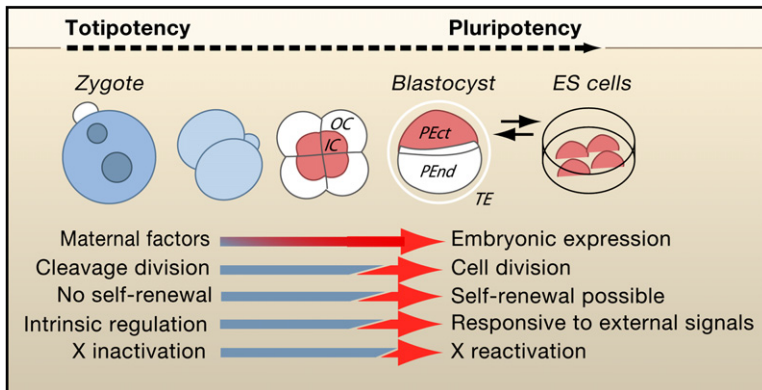 Totipotency Pluripotency
Zygote Blastocyst ES cells
OC
IC
PEct
PEnd
TE
Maternal factors Embryonic expression
Cleavage division Cell division
No self-renewal Self-renewal possible
Intrinsic regulation Responsive to external signals
X inactivation X reactivation